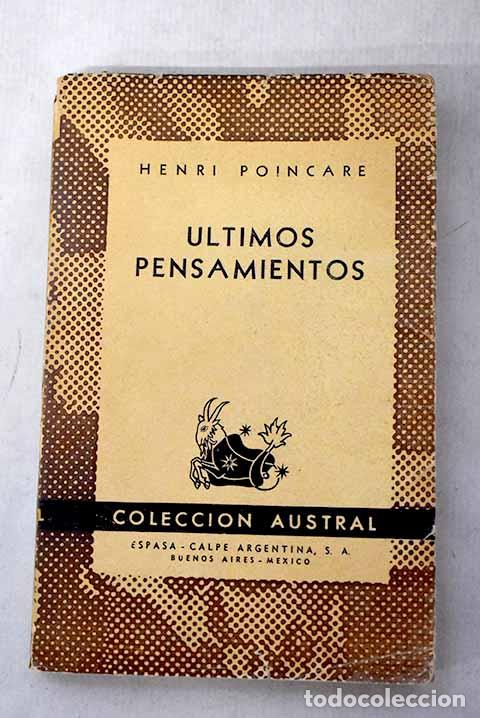 HENRI POINCARE
ULTIMOS
PENSAMIENTOS
COLECCION AUSTRAL
ESPASA - CALPE ARGENTINA, S. A.
BUENOS AIRES - MEXICO
todocoleccion